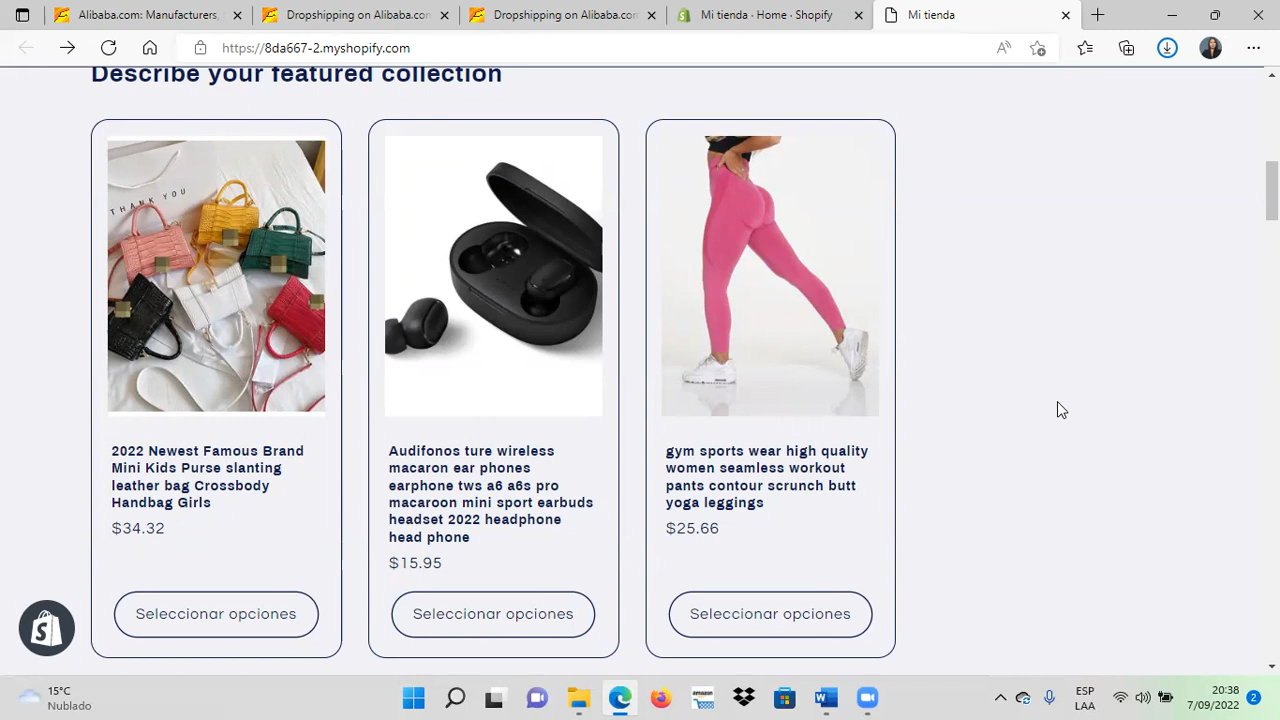 Alibaba.com: Manufacturers,
Dropshipping on Alibaba.com
Dropshipping on Alibaba.com
Mi tienda · Home · Shopify
Mi tienda
https://8da667-2.myshopify.com
Describe your featured collection
THANK YOU
2022 Newest Famous Brand
Mini Kids Purse slanting
leather bag Crossbody
Handbag Girls
$34.32
Seleccionar opciones
Audifonos ture wireless
macaron ear phones
earphone tws a6 a6s pro
macaroon mini sport earbuds
headset 2022 headphone
head phone
$15.95
Seleccionar opciones
gym sports wear high quality
women seamless workout
pants contour scrunch butt
yoga leggings
$25.66
Seleccionar opciones
15°C
Nublado
amazon
ESP
LAA
20:38
7/09/2022
2